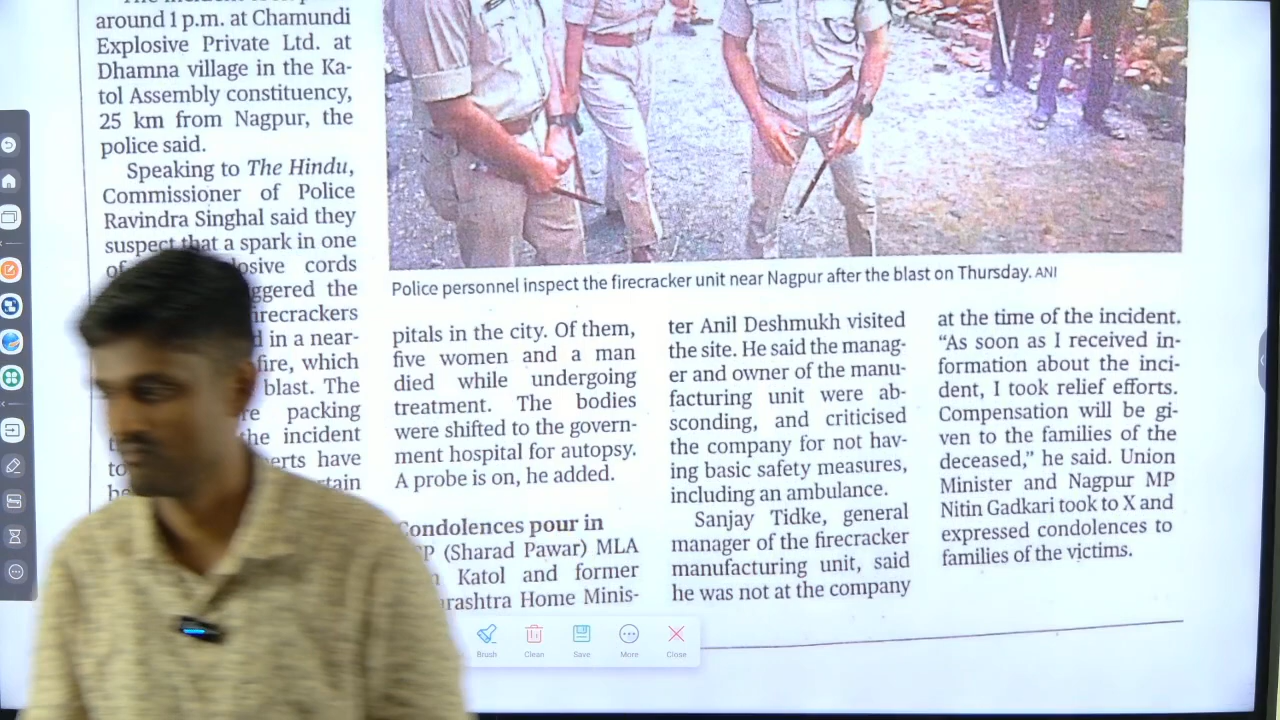 around 1 p.m. at Chamundi
Explosive Private Ltd. at
Dhamna village in the Ka-
tol Assembly constituency,
25 km from Nagpur, the
police said.
Speaking to The Hindu,
Commissioner of Police
Ravindra Singhal said they
suspect that a spark in one
cords
the
in a near-
fire, which
blast. The
packing
the incident
have
Police personnel inspect the firecracker unit near Nagpur after the blast on Thursday. ANI
pitals in the city. Of them,
five women and a man
died while undergoing
treatment. The bodies
were shifted to the govern-
ment hospital for autopsy.
A probe is on, he added.
Condolences pour in
(Sharad Pawar) MLA
Katol and former
Home Minis-
ter Anil Deshmukh visited
the site. He said the manag-
er and owner of the manu-
facturing unit were ab-
sconding, and criticised
the company for not hav-
ing basic safety measures,
including an ambulance.
Sanjay Tidke, general
manager of the firecracker
manufacturing unit, said
he was not at the company
at the time of the incident.
“As soon as I received in-
formation about the inci-
dent, I took relief efforts.
Compensation will be gi-
ven to the families of the
deceased,” he said. Union
Minister and Nagpur MP
Nitin Gadkari took to X and
expressed condolences to
families of the victims.
Brush
Clean
Save
More
Close